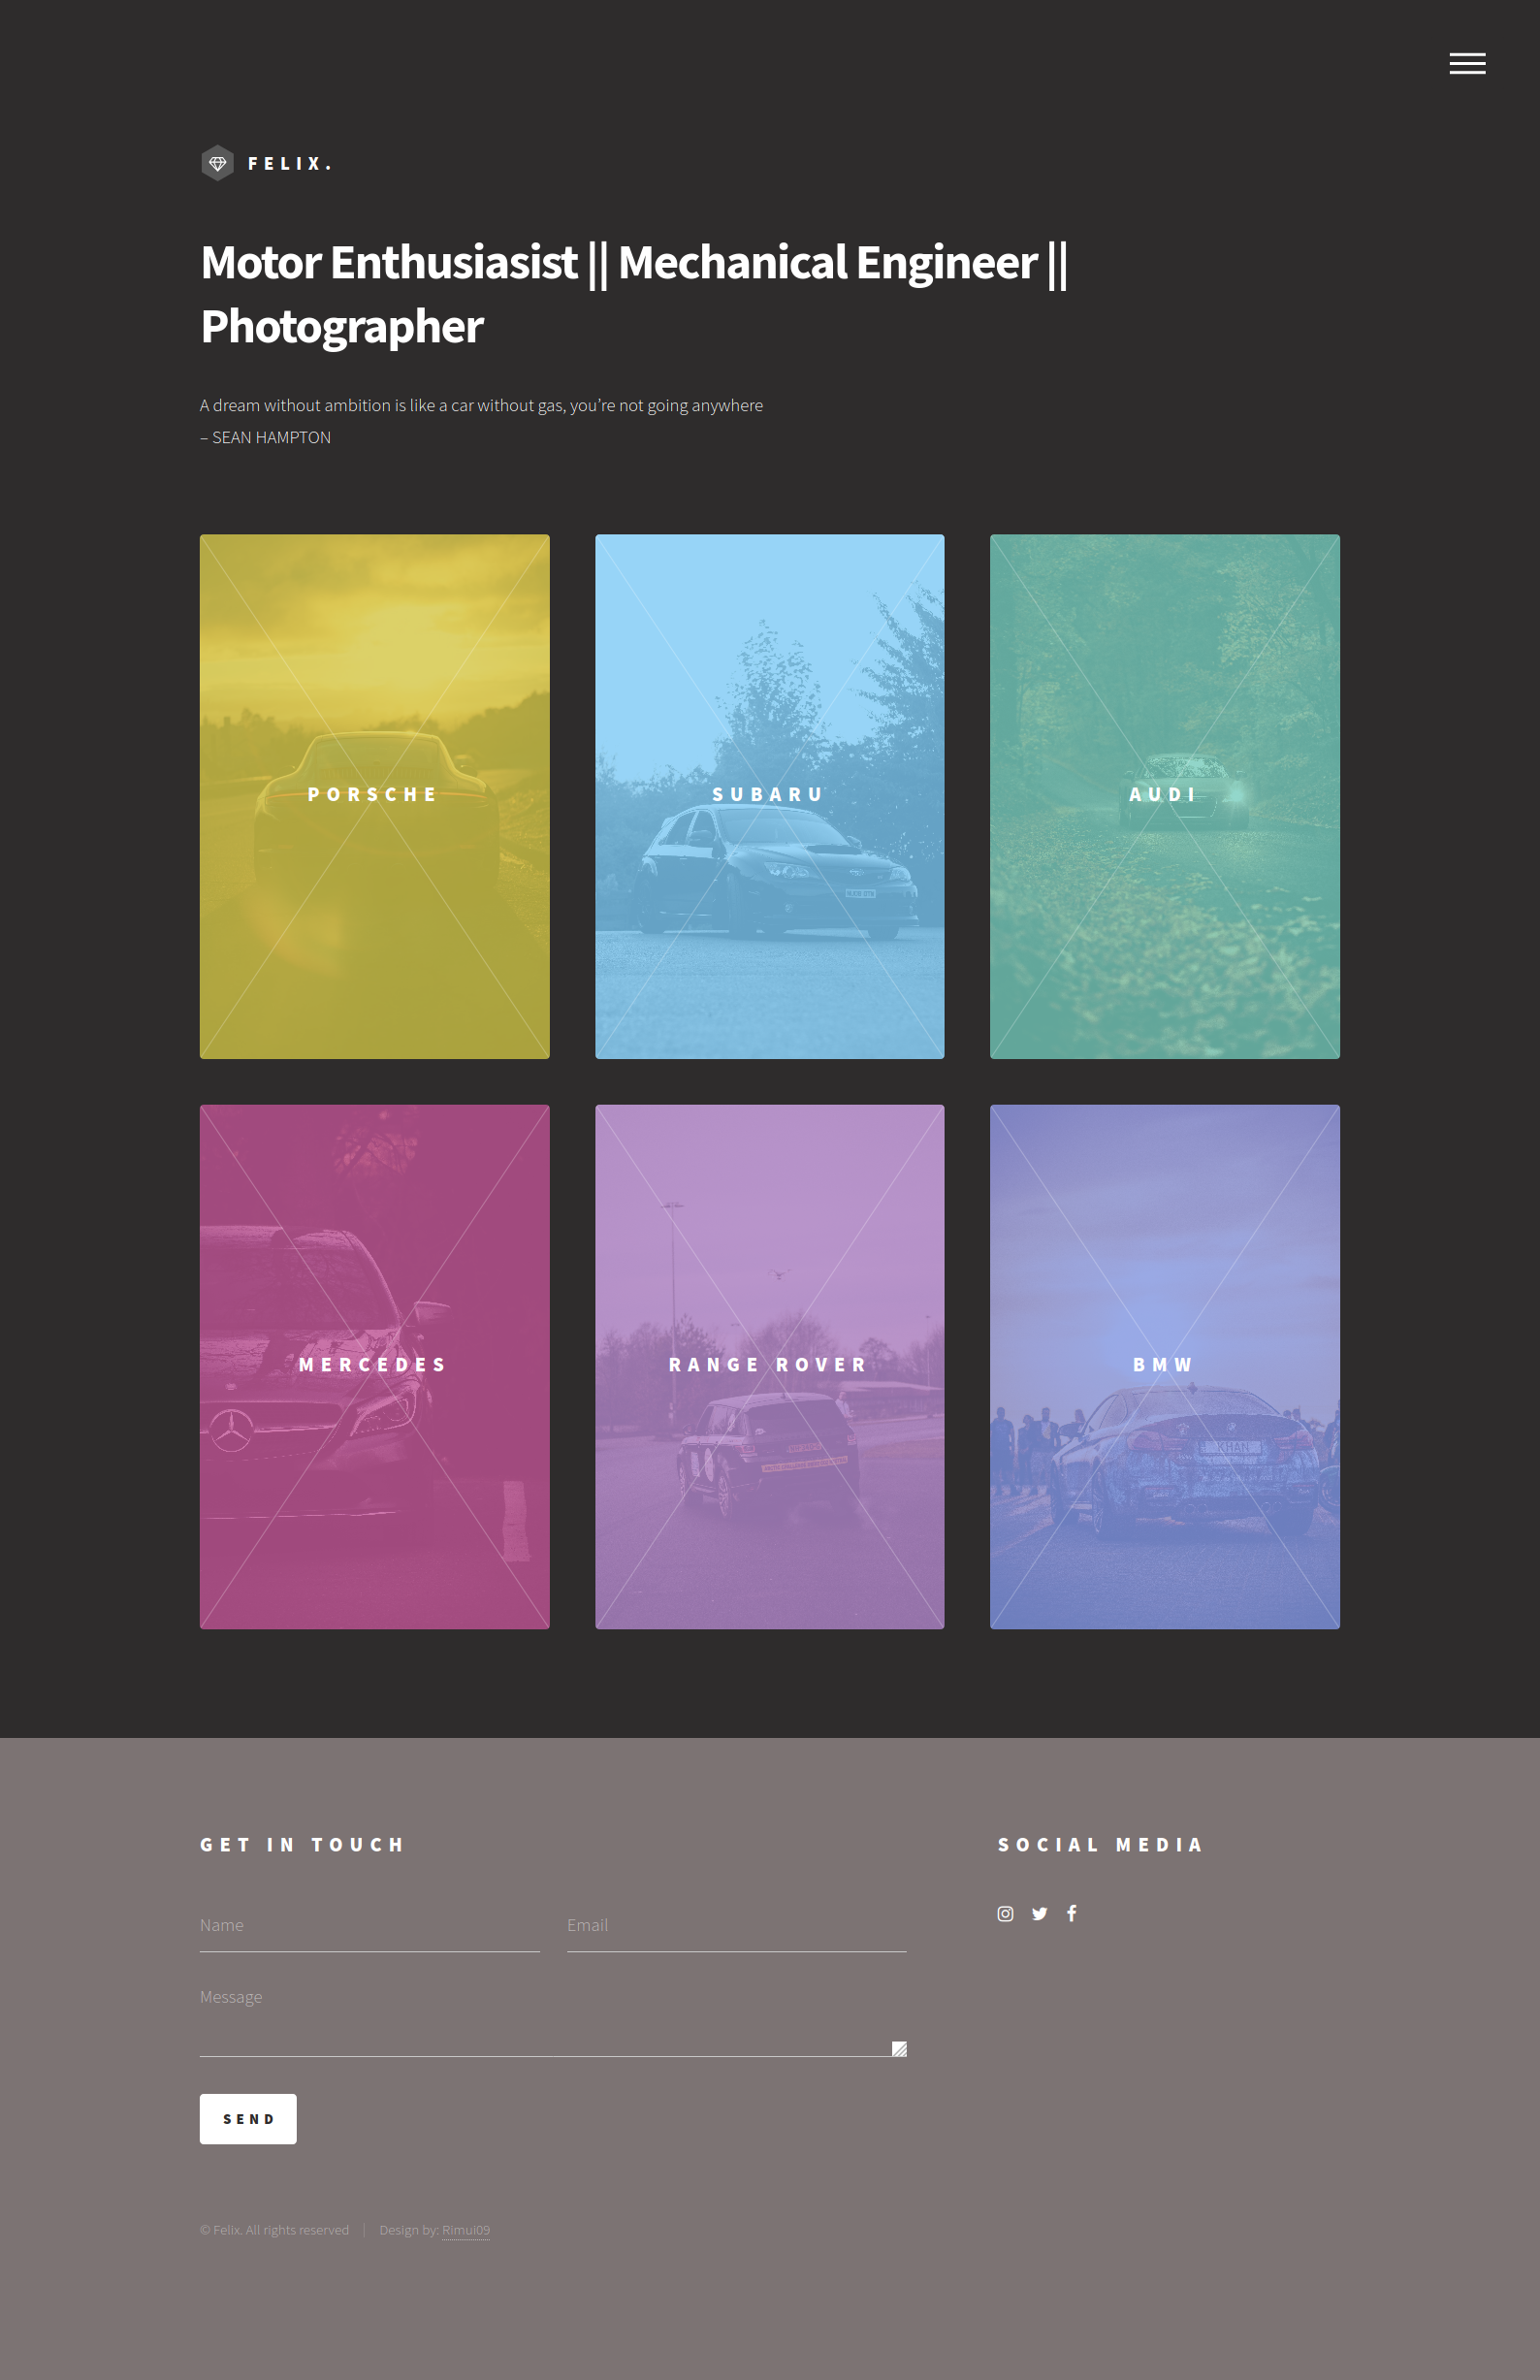 FELIX.
Motor Enthusiasist || Mechanical Engineer ||
Photographer
A dream without ambition is like a car without gas, you’re not going anywhere
– SEAN HAMPTON
PORSCHE
SUBARU
AUDI
MERCEDES
RANGE ROVER
BMW
KHAN
GET IN TOUCH
SOCIAL MEDIA
Name
Email
Message
SEND
© Felix. All rights reserved
Design by: Rimui09